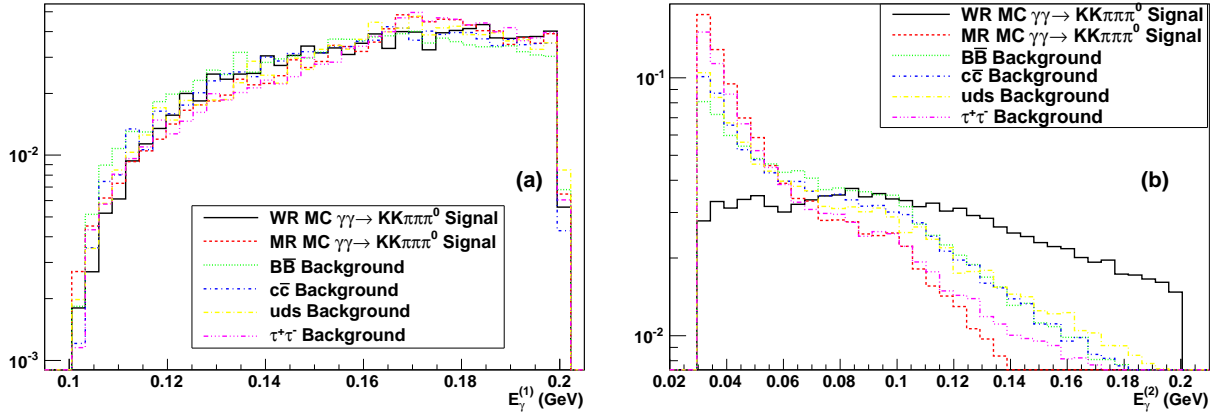 10⁻²
10⁻³
(a)
WR MC γγ→ KKπππ⁰ Signal
MR MC γγ→ KKπππ⁰ Signal
BB̅ Background
cc̅ Background
uds Background
τ⁺τ⁻ Background
0.1 0.12 0.14 0.16 0.18 0.2
E_γ^(1) (GeV)
WR MC γγ→ KKπππ⁰ Signal
MR MC γγ→ KKπππ⁰ Signal
BB̅ Background
cc̅ Background
uds Background
τ⁺τ⁻ Background
10⁻¹
(b)
10⁻²
0.02 0.04 0.06 0.08 0.1 0.12 0.14 0.16 0.18 0.2
E_γ^(2) (GeV)